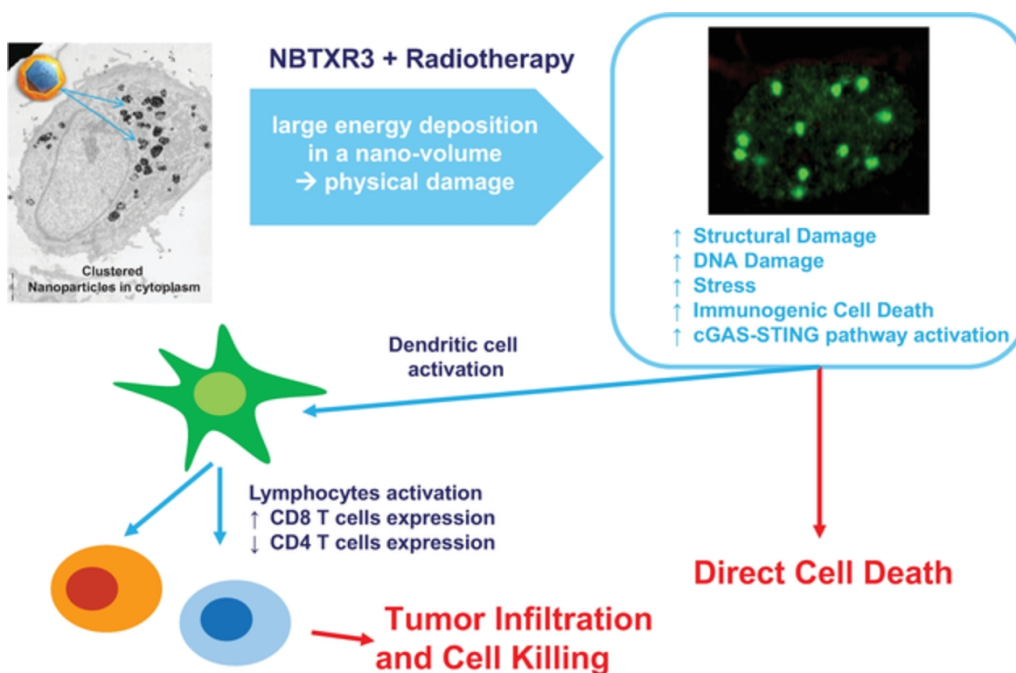 NBTXR3 + Radiotherapy
large energy deposition
in a nano-volume
→ physical damage
Clustered
Nanoparticles in cytoplasm
↑ Structural Damage
↑ DNA Damage
↑ Stress
↑ Immunogenic Cell Death
↑ cGAS-STING pathway activation
Dendritic cell
activation
Lymphocytes activation
↑ CD8 T cells expression
↓ CD4 T cells expression
Direct Cell Death
Tumor Infiltration
and Cell Killing